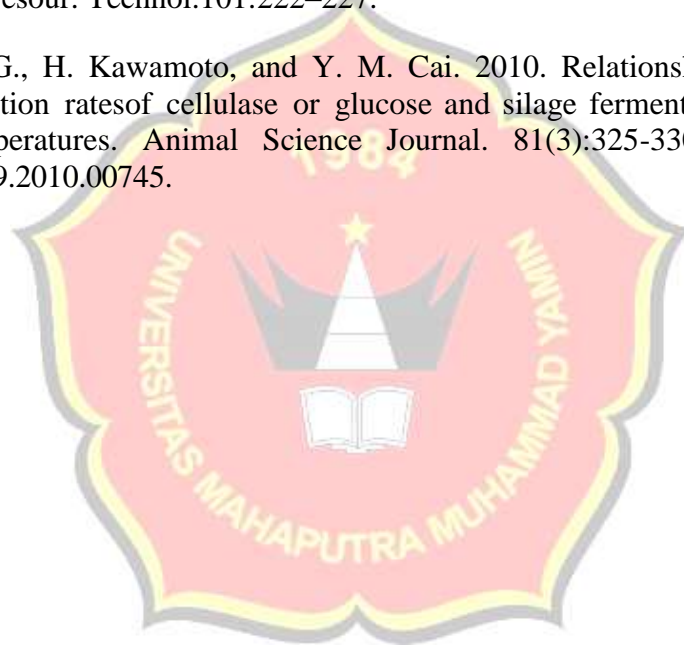 esour. Technol.101:222–227.
G., H. Kawamoto, and Y. M. Cai. 2010. Relationsh
tion ratesof cellulase or glucose and silage ferment
peratures. Animal Science Journal. 81(3):325-330
9.2010.00745.
1984
UNIVERSITAS MAHAPUTRA MUHAMMAD YAMIN